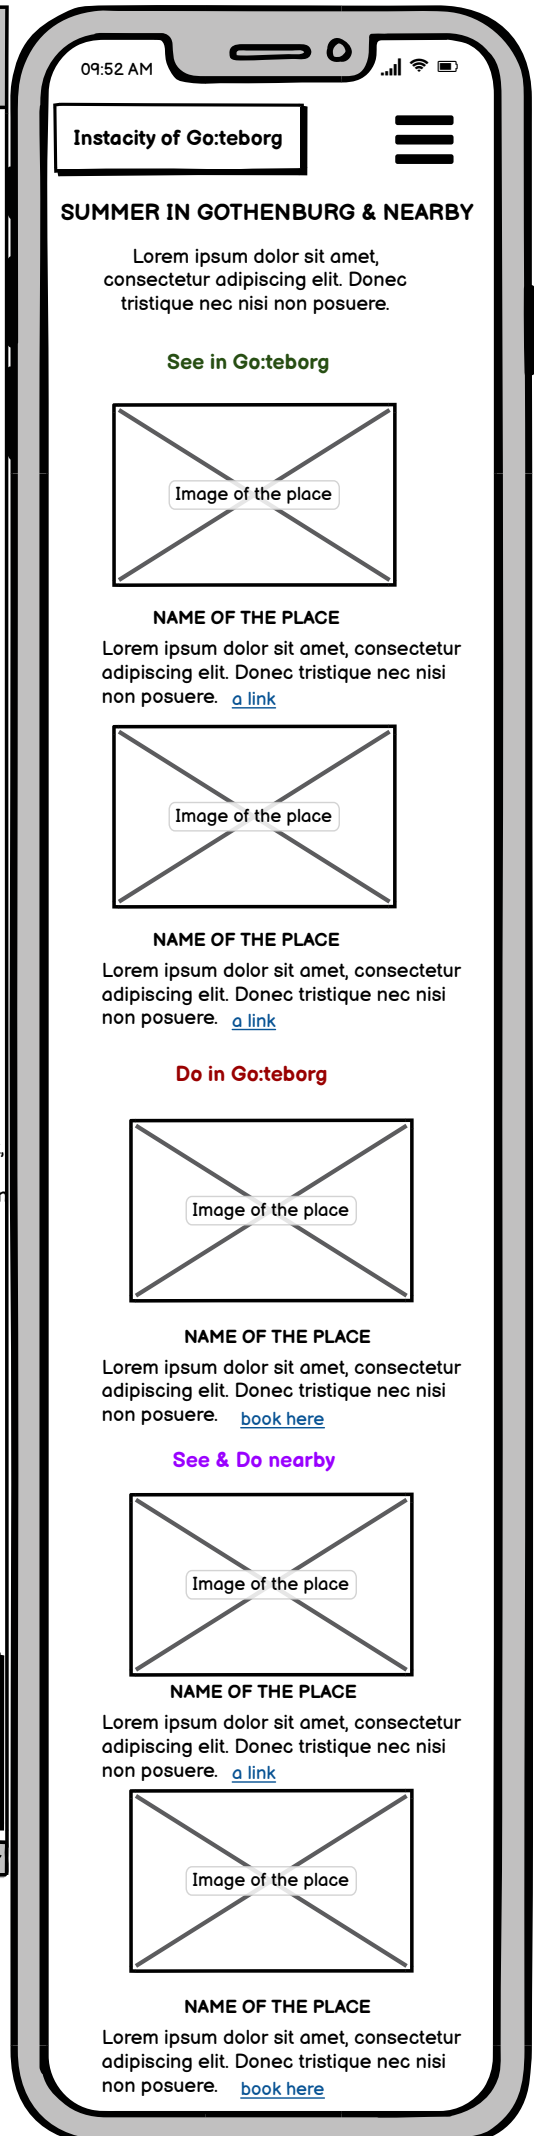 09:52 AM
Instacity of Go:teborg
SUMMER IN GOTHENBURG & NEARBY
Lorem ipsum dolor sit amet,
consectetur adipiscing elit. Donec
tristique nec nisi non posuere.
See in Go:teborg
Image of the place
NAME OF THE PLACE
Lorem ipsum dolor sit amet, consectetur
adipiscing elit. Donec tristique nec nisi
non posuere. a link
Image of the place
NAME OF THE PLACE
Lorem ipsum dolor sit amet, consectetur
adipiscing elit. Donec tristique nec nisi
non posuere. a link
Do in Go:teborg
Image of the place
NAME OF THE PLACE
Lorem ipsum dolor sit amet, consectetur
adipiscing elit. Donec tristique nec nisi
non posuere. book here
See & Do nearby
Image of the place
NAME OF THE PLACE
Lorem ipsum dolor sit amet, consectetur
adipiscing elit. Donec tristique nec nisi
non posuere. a link
Image of the place
NAME OF THE PLACE
Lorem ipsum dolor sit amet, consectetur
adipiscing elit. Donec tristique nec nisi
non posuere. book here